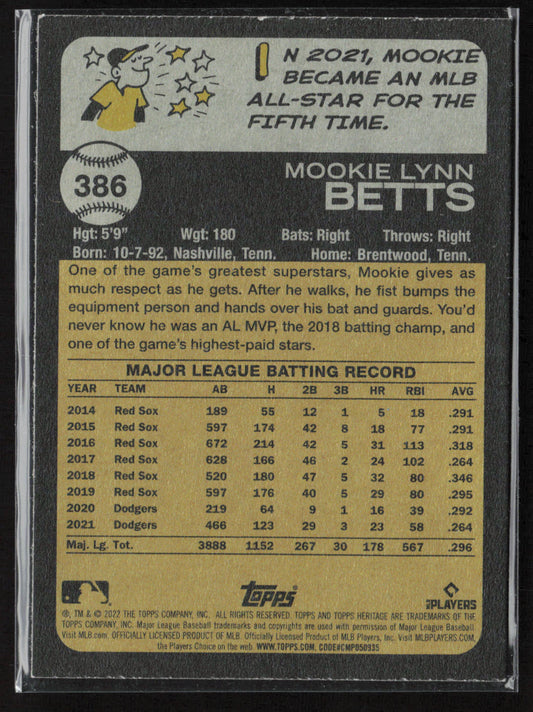 IN 2021, MOOKIE
BECAME AN MLB
ALL-STAR FOR THE
FIFTH TIME.
386
MOOKIE LYNN
BETTS
Hgt: 5'9" Wgt: 180 Bats: Right Throws: Right
Born: 10-7-92, Nashville, Tenn. Home: Brentwood, Tenn.
One of the game's greatest superstars, Mookie gives as
much respect as he gets. After he walks, he fist bumps the
equipment person and hands over his bat and guards. You'd
never know he was an AL MVP, the 2018 batting champ, and
one of the game's highest-paid stars.
MAJOR LEAGUE BATTING RECORD
YEAR TEAM AB H 2B 3B HR RBI AVG
2014 Red Sox 189 55 12 1 5 18 .291
2015 Red Sox 597 174 42 8 18 77 .291
2016 Red Sox 672 214 42 5 31 113 .318
2017 Red Sox 628 166 46 2 24 102 .264
2018 Red Sox 520 180 47 5 32 80 .346
2019 Red Sox 597 176 40 5 29 80 .295
2020 Dodgers 219 64 9 1 16 39 .292
2021 Dodgers 466 123 29 3 23 58 .264
Maj. Lg. Tot. 3888 1152 267 30 178 567 .296
Topps
MLB PLAYERS
®, TM & © 2022 THE TOPPS COMPANY, INC. ALL RIGHTS RESERVED. TOPPS AND TOPPS HERITAGE ARE TRADEMARKS OF THE
TOPPS COMPANY, INC. Major League Baseball trademarks and copyrights are used with permission of Major League Baseball.
Visit MLB.com. OFFICIALLY LICENSED PRODUCT OF MLB. Officially Licensed Product of MLB Players, Inc. Visit MLBPLAYERS.COM,
the Players Choice on the web. WWW.TOPPS.COM. CODE#CMP050935